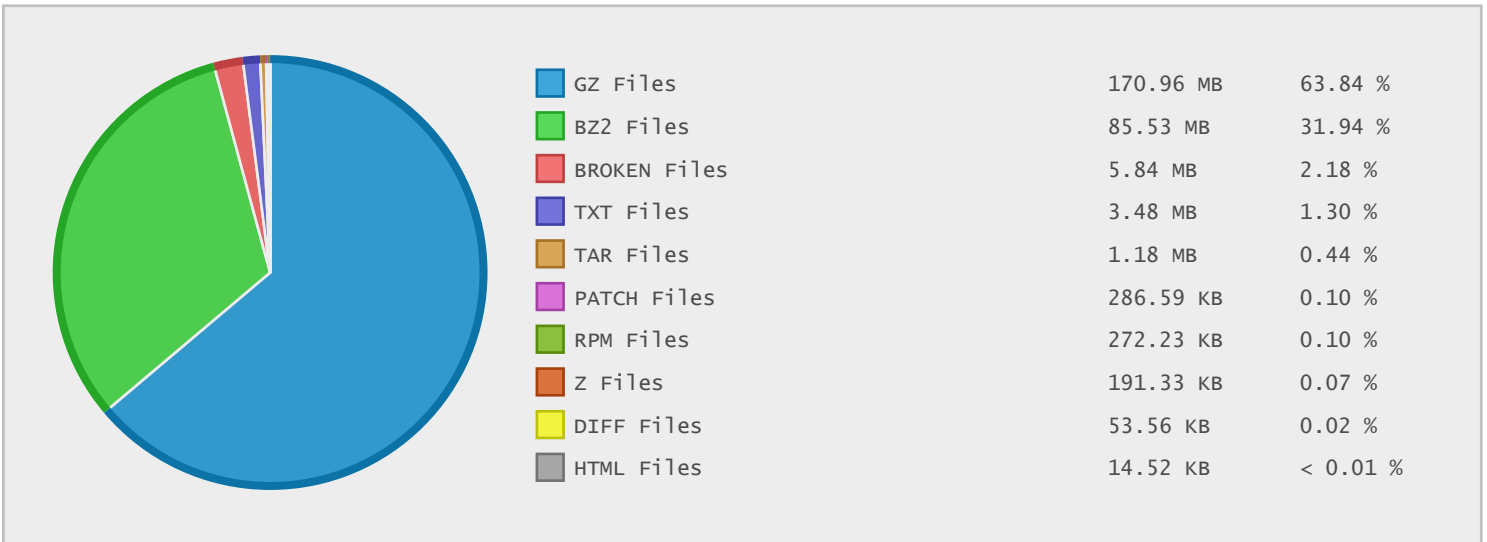 GZ Files 170.96 MB 63.84 %
BZ2 Files 85.53 MB 31.94 %
BROKEN Files 5.84 MB 2.18 %
TXT Files 3.48 MB 1.30 %
TAR Files 1.18 MB 0.44 %
PATCH Files 286.59 KB 0.10 %
RPM Files 272.23 KB 0.10 %
Z Files 191.33 KB 0.07 %
DIFF Files 53.56 KB 0.02 %
HTML Files 14.52 KB < 0.01 %